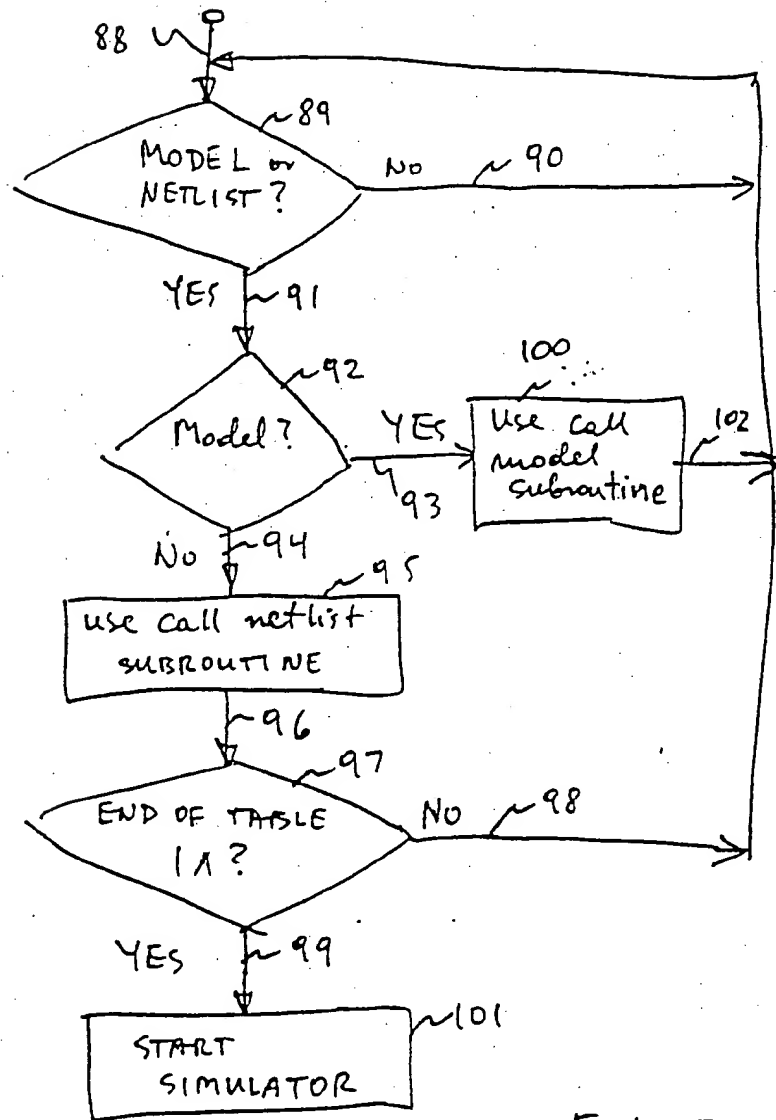 88
89
MODEL or
NETLIST?
No
90
YES
91
92
Model?
YES
93
100
Use call
model
subroutine
102
No
94
95
use call netlist
SUBROUTINE
96
97
END OF TABLE
1A?
NO
98
YES
99
START
SIMULATOR
101